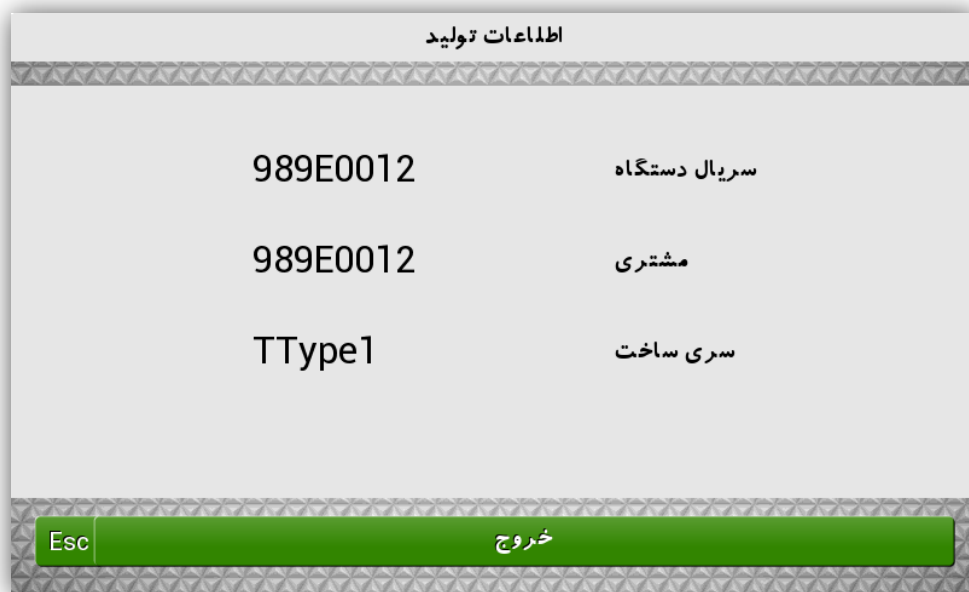 اطلاعات تولید
سریال دستگاه 989E0012
مشتری 989E0012
سری ساخت TType1
Esc خروج